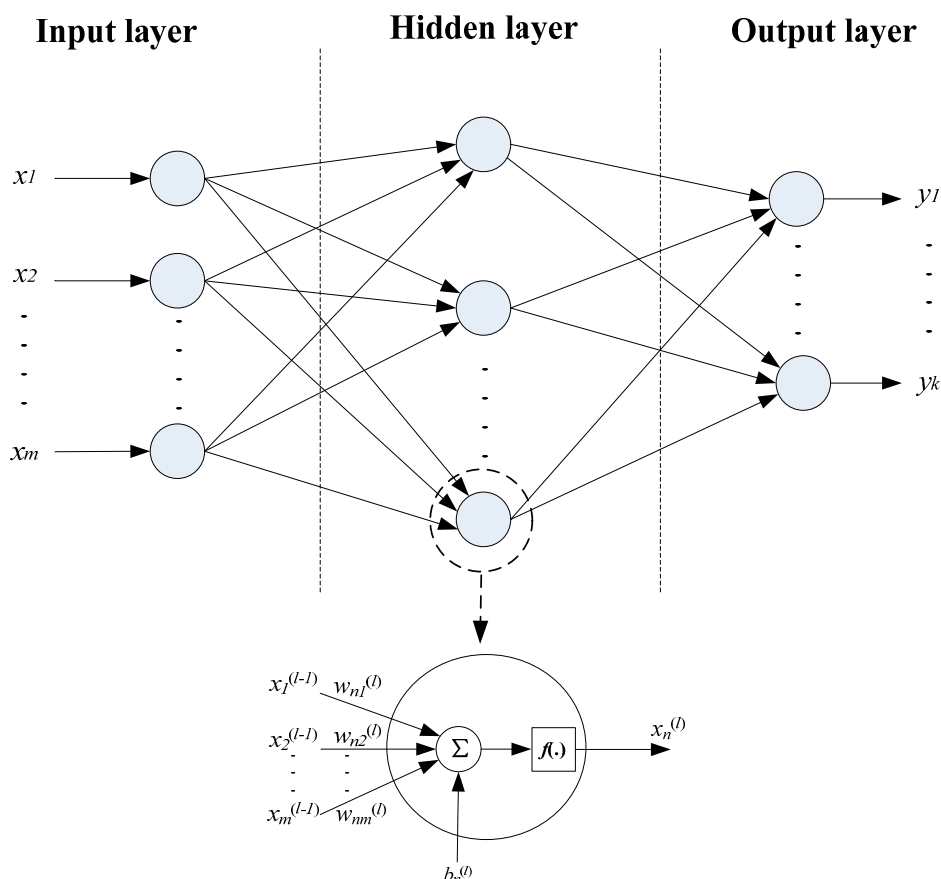 Input layer
Hidden layer
Output layer
x1
x2
xm
y1
yk
x1(l-1) wn1(l)
x2(l-1) wn2(l)
xm(l-1) wnm(l)
Σ
f(.)
xn(l)
bn(l)